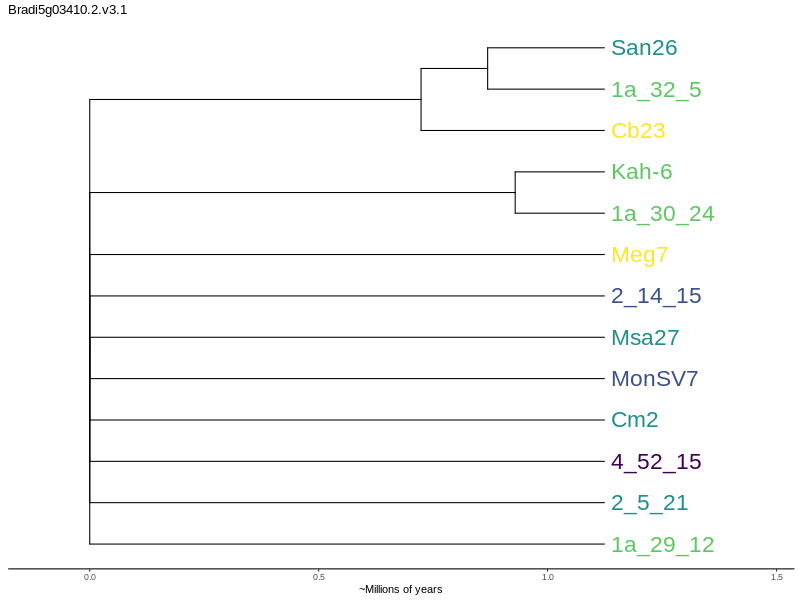 Bradi5g03410.2.v3.1
San26
1a_32_5
Cb23
Kah-6
1a_30_24
Meg7
2_14_15
Msa27
MonSV7
Cm2
4_52_15
2_5_21
1a_29_12
0.0 0.5 1.0 1.5
~Millions of years